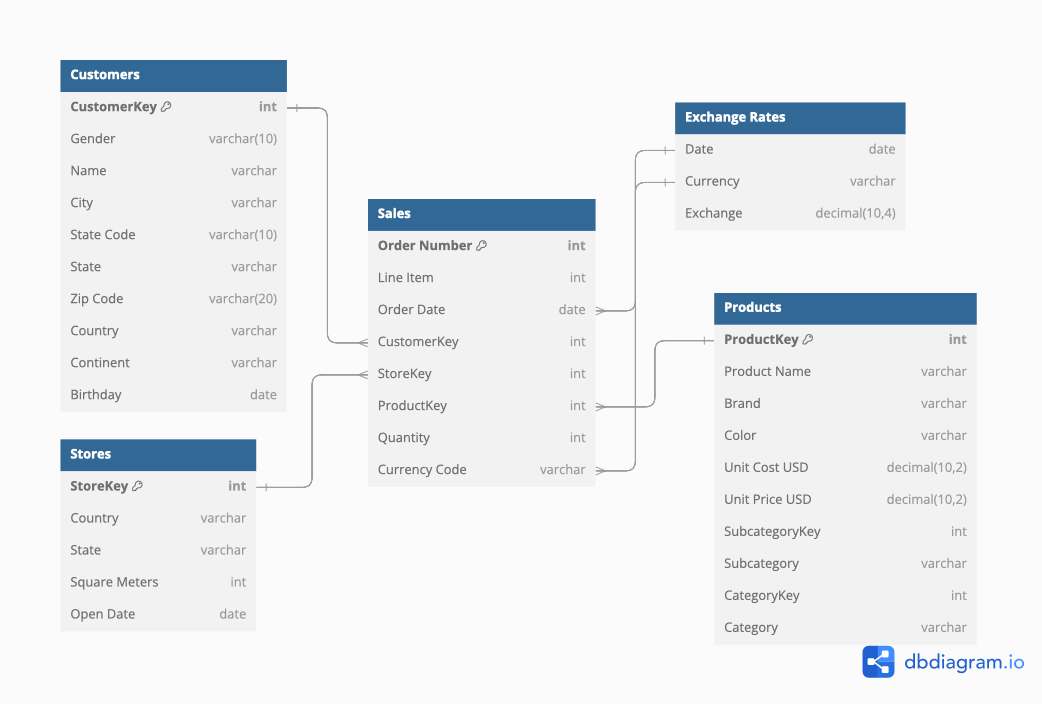 Customers
CustomerKey int
Gender varchar(10)
Name varchar
City varchar
State Code varchar(10)
State varchar
Zip Code varchar(20)
Country varchar
Continent varchar
Birthday date
Stores
StoreKey int
Country varchar
State varchar
Square Meters int
Open Date date
Sales
Order Number int
Line Item int
Order Date date
CustomerKey int
StoreKey int
ProductKey int
Quantity int
Currency Code varchar
Exchange Rates
Date date
Currency varchar
Exchange decimal(10,4)
Products
ProductKey int
Product Name varchar
Brand varchar
Color varchar
Unit Cost USD decimal(10,2)
Unit Price USD decimal(10,2)
SubcategoryKey int
Subcategory varchar
CategoryKey int
Category varchar
dbdiagram.io